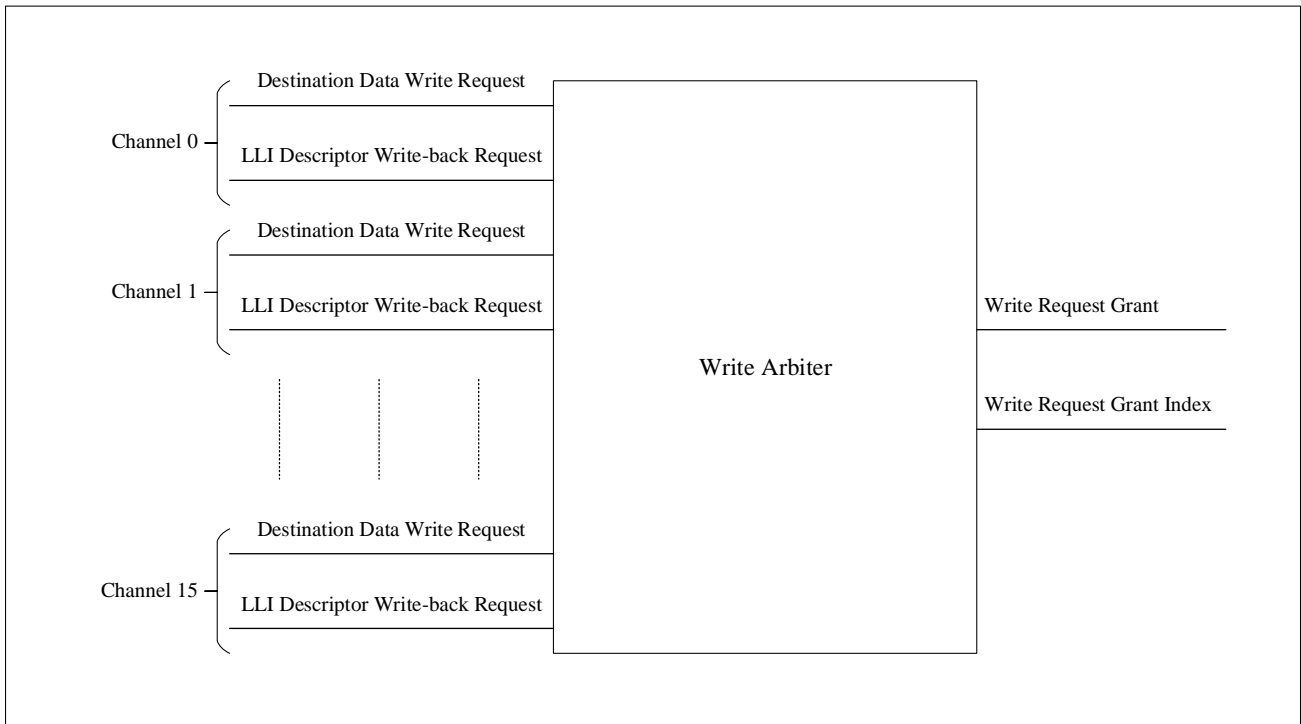 Destination Data Write Request
Channel 0
LLI Descriptor Write-back Request
Destination Data Write Request
Channel 1
LLI Descriptor Write-back Request
Write Request Grant
Write Arbiter
Write Request Grant Index
Destination Data Write Request
Channel 15
LLI Descriptor Write-back Request